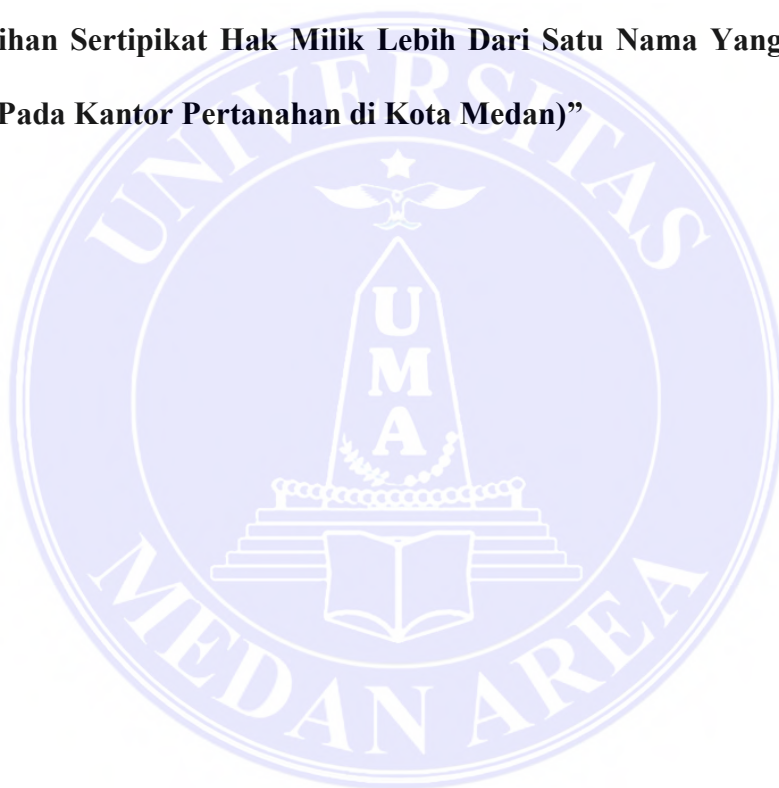 ihan Sertipikat Hak Milik Lebih Dari Satu Nama Yang
Pada Kantor Pertanahan di Kota Medan)”
UNIVERSITAS
UMA
MEDAN AREA